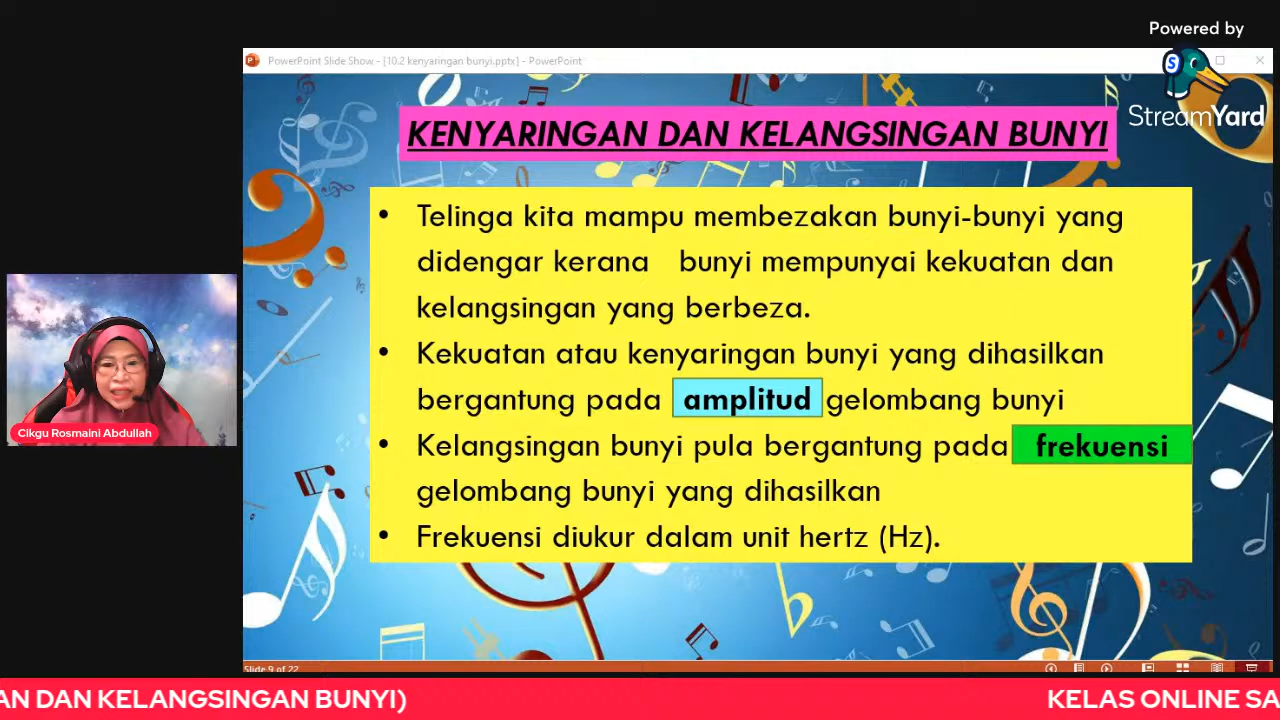 Powered by
PowerPoint Slide Show - [10.2 kenyaringan bunyi.pptx] - PowerPoint
StreamYard
KENYARINGAN DAN KELANGSINGAN BUNYI
• Telinga kita mampu membezakan bunyi-bunyi yang
didengar kerana bunyi mempunyai kekuatan dan
kelangsingan yang berbeza.
• Kekuatan atau kenyaringan bunyi yang dihasilkan
bergantung pada amplitud gelombang bunyi
• Kelangsingan bunyi pula bergantung pada frekuensi
gelombang bunyi yang dihasilkan
• Frekuensi diukur dalam unit hertz (Hz).
Cikgu Rosmaini Abdullah
Slide 9 of 22
AN DAN KELANGSINGAN BUNYI)
KELAS ONLINE SA